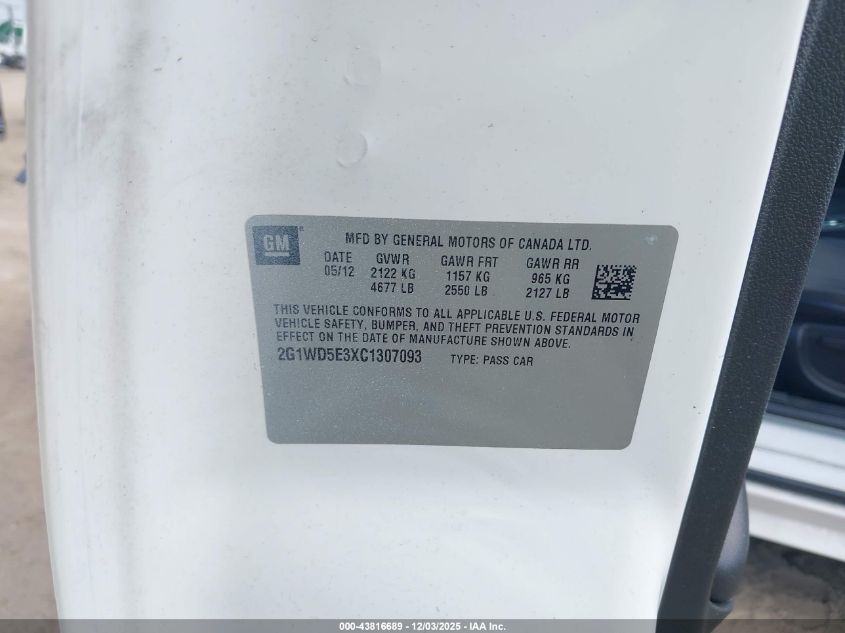 GM
MFD BY GENERAL MOTORS OF CANADA LTD.
DATE GVWR GAWR FRT GAWR RR
05/12 2122 KG 1157 KG 965 KG
4677 LB 2550 LB 2127 LB
THIS VEHICLE CONFORMS TO ALL APPLICABLE U.S. FEDERAL MOTOR
VEHICLE SAFETY, BUMPER, AND THEFT PREVENTION STANDARDS IN
EFFECT ON THE DATE OF MANUFACTURE SHOWN ABOVE.
2G1WD5E3XC1307093 TYPE: PASS CAR
000-43816689 - 12/03/2025 - IAA Inc.